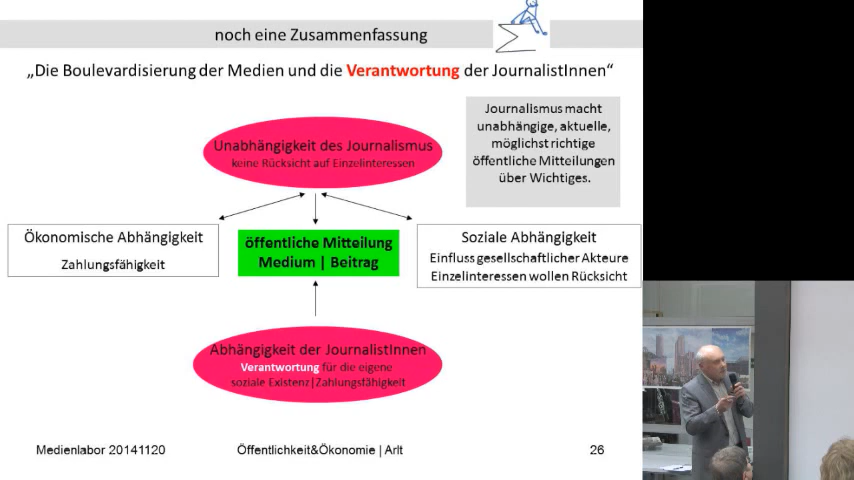 noch eine Zusammenfassung
„Die Boulevardisierung der Medien und die Verantwortung der JournalistInnen“
Journalismus macht
unabhängige, aktuelle,
möglichst richtige
öffentliche Mitteilungen
über Wichtiges.
Unabhängigkeit des Journalismus
keine Rücksicht auf Einzelinteressen
Ökonomische Abhängigkeit
Zahlungsfähigkeit
öffentliche Mitteilung
Medium | Beitrag
Soziale Abhängigkeit
Einfluss gesellschaftlicher Akteure
Einzelinteressen wollen Rücksicht
Abhängigkeit der JournalistInnen
Verantwortung für die eigene
soziale Existenz|Zahlungsfähigkeit
Medienlabor 20141120
Öffentlichkeit&Ökonomie | Arlt
26